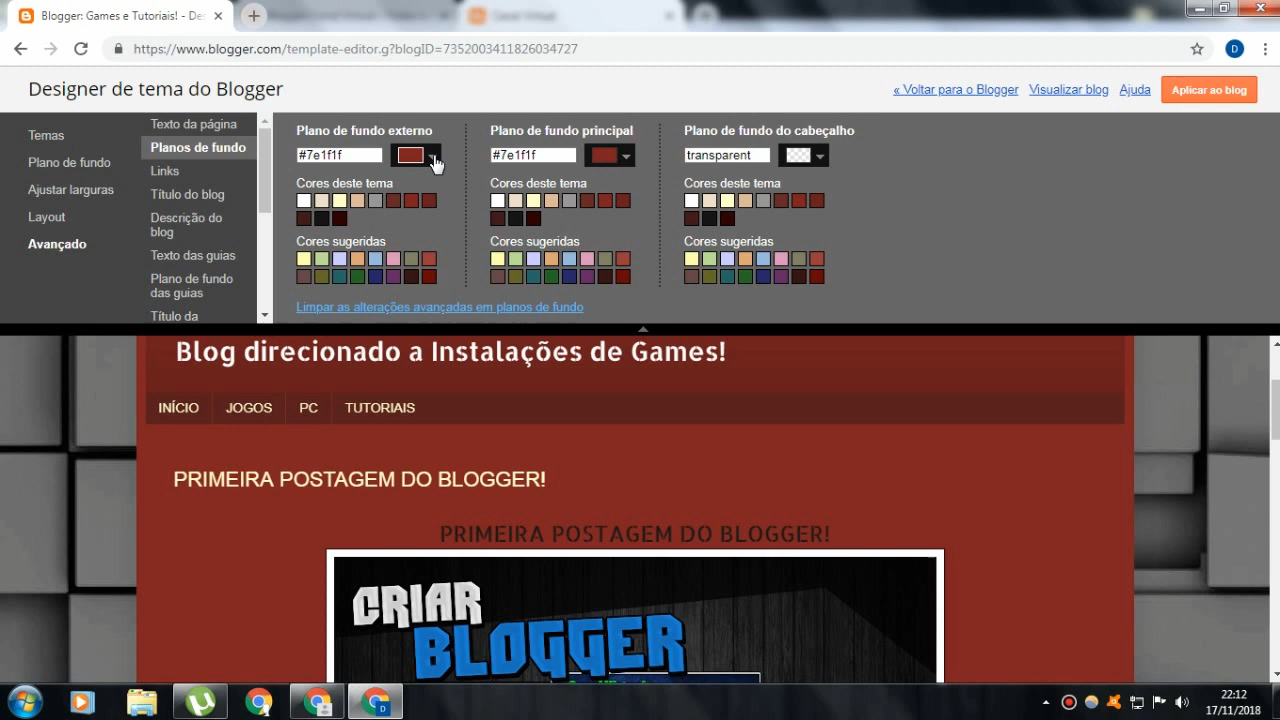 Blogger: Games e Tutoriais! - De
https://www.blogger.com/template-editor.g?blogID=7352003411826034727
D
Designer de tema do Blogger
« Voltar para o Blogger
Visualizar blog
Ajuda
Aplicar ao blog
Temas
Plano de fundo
Ajustar larguras
Layout
Avançado
Texto da página
Planos de fundo
Links
Título do blog
Descrição do
blog
Texto das guias
Plano de fundo
das guias
Título da
Plano de fundo externo
#7e1f1f
Cores deste tema
Cores sugeridas
Plano de fundo principal
#7e1f1f
Cores deste tema
Cores sugeridas
Plano de fundo do cabeçalho
transparent
Cores deste tema
Cores sugeridas
Limpar as alterações avançadas em planos de fundo
Blog direcionado a Instalações de Games!
INÍCIO JOGOS PC TUTORIAIS
PRIMEIRA POSTAGEM DO BLOGGER!
PRIMEIRA POSTAGEM DO BLOGGER!
CRIAR
BLOGGER
D
22:12
17/11/2018